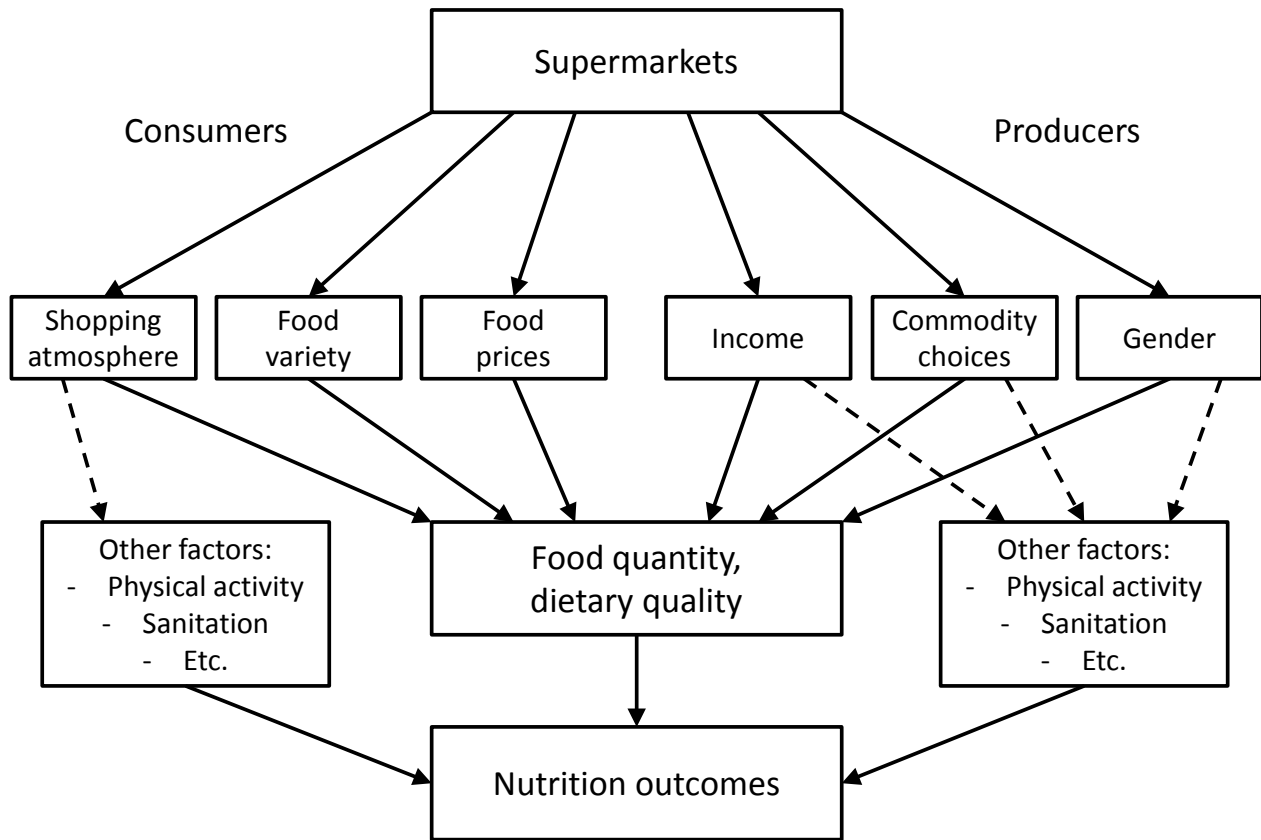 Supermarkets
Consumers
Producers
Shopping
atmosphere
Food
variety
Food
prices
Income
Commodity
choices
Gender
Other factors:
- Physical activity
- Sanitation
- Etc.
Food quantity,
dietary quality
Other factors:
- Physical activity
- Sanitation
- Etc.
Nutrition outcomes